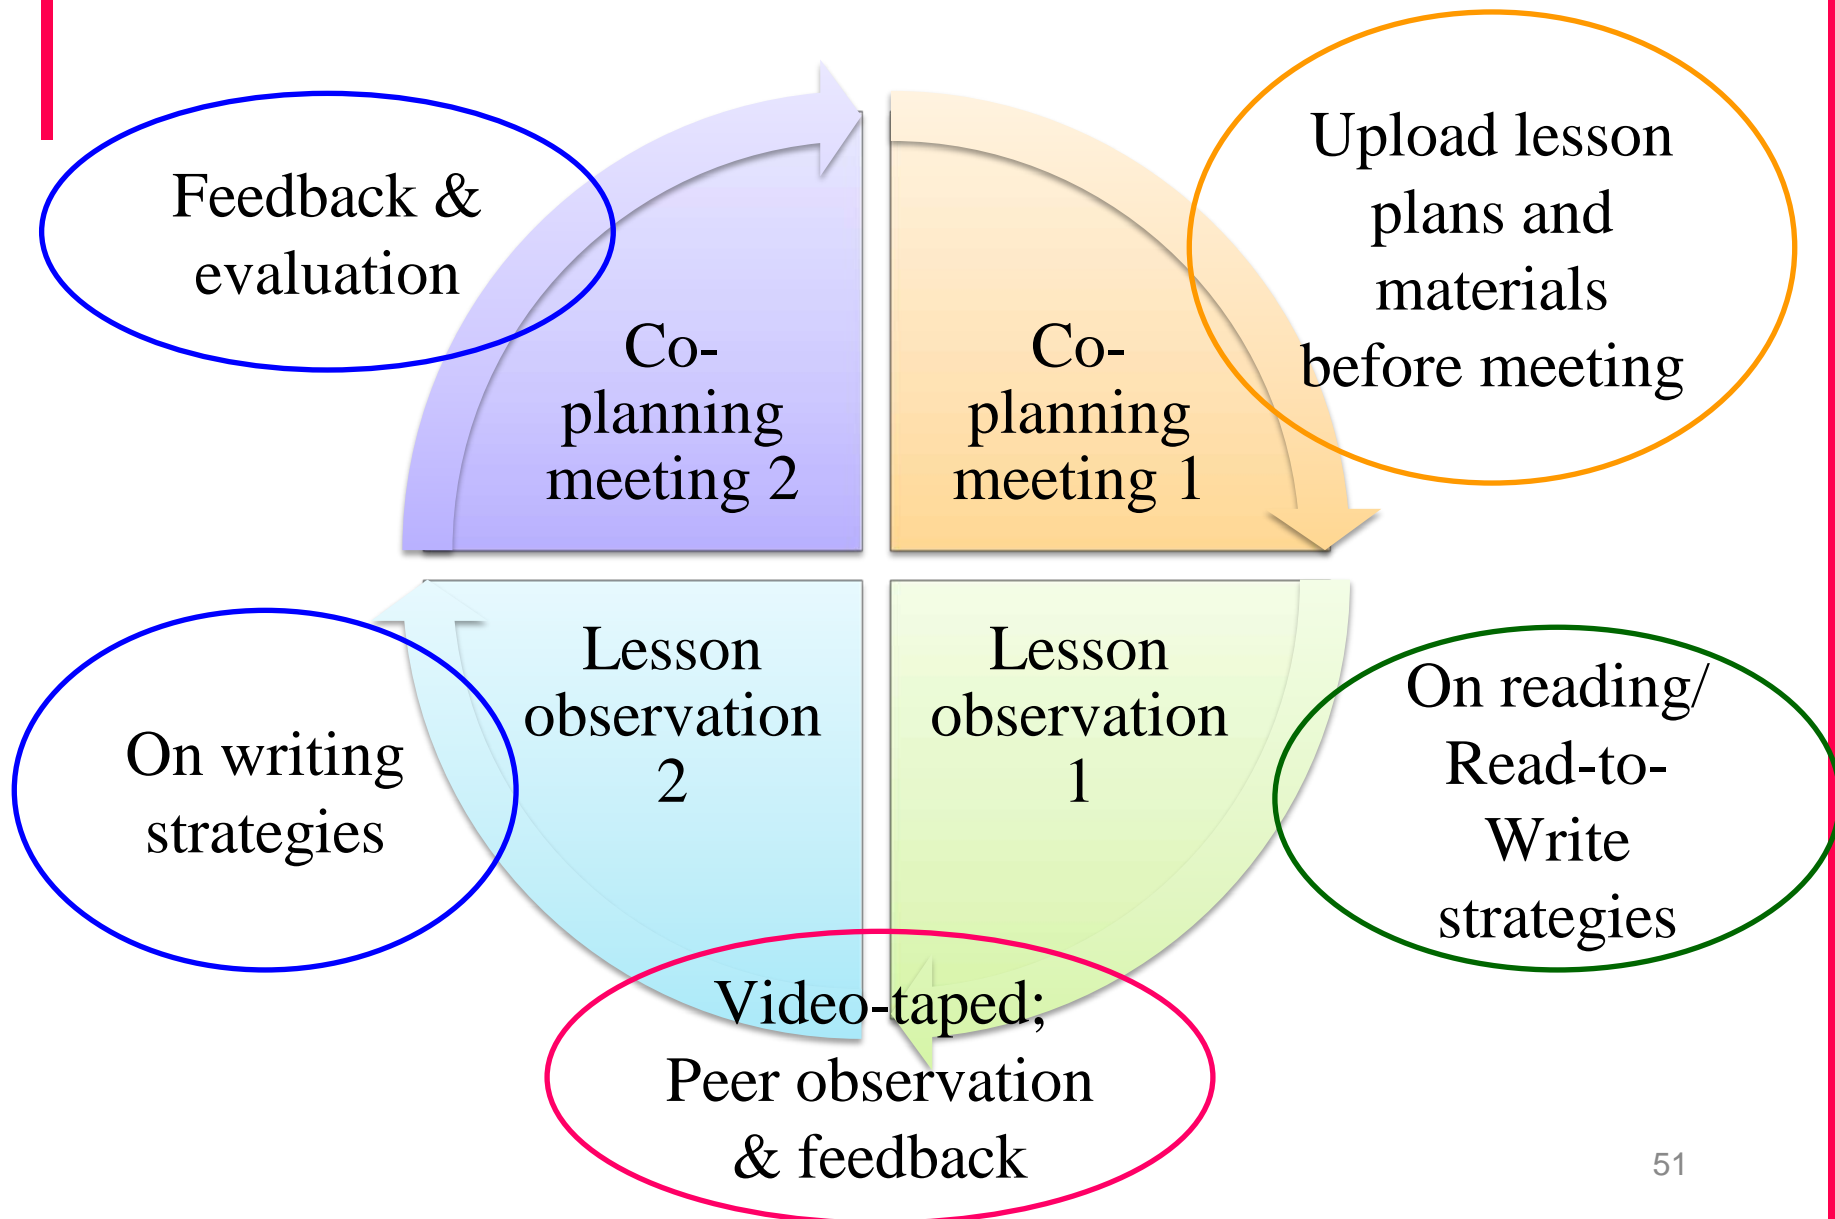 Feedback &
evaluation
Co-
planning
meeting 2
Co-
planning
meeting 1
Upload lesson
plans and
materials
before meeting
On writing
strategies
Lesson
observation
2
Lesson
observation
1
On reading/
Read-to-
Write
strategies
Video-taped;
Peer observation
& feedback
51